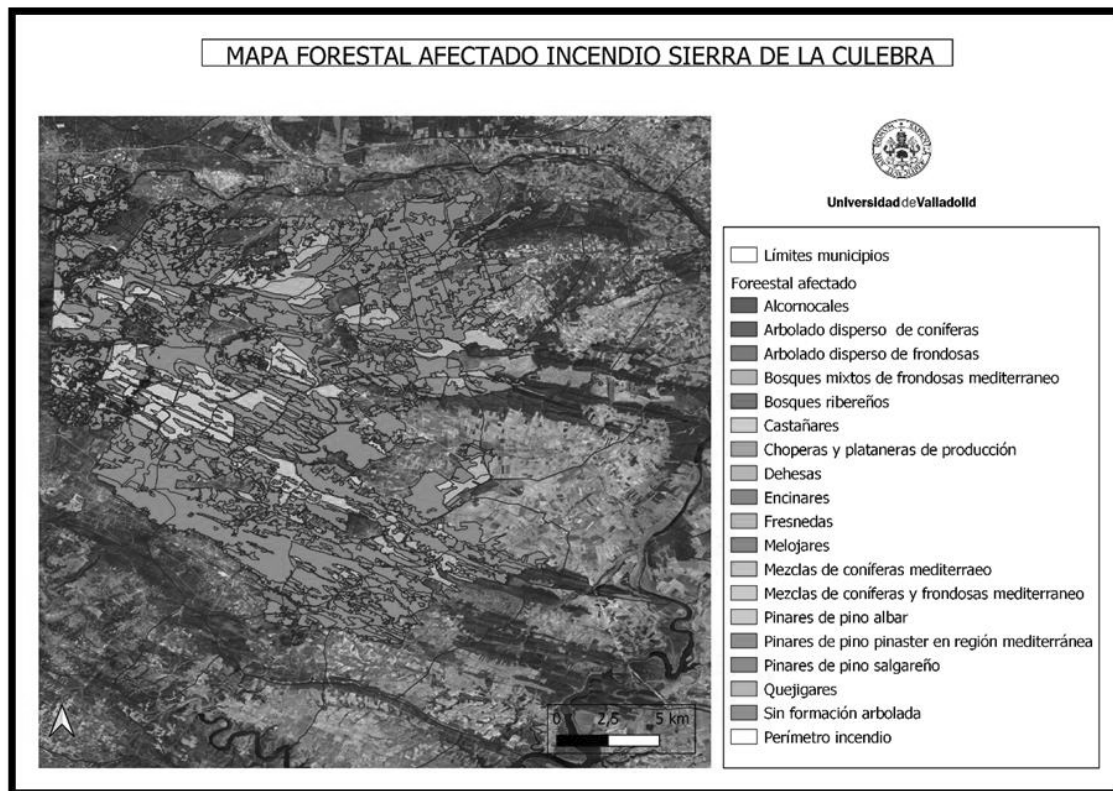 MAPA FORESTAL AFECTADO INCENDIO SIERRA DE LA CULEBRA
Universidad de Valladolid
Límites municipios
Foreestal afectado
Alcornocales
Arbolado disperso de coníferas
Arbolado disperso de frondosas
Bosques mixtos de frondosas mediterraneo
Bosques ribereños
Castañares
Choperas y plataneras de producción
Dehesas
Encinares
Fresnedas
Melojares
Mezclas de coníferas mediterraeo
Mezclas de coníferas y frondosas mediterraneo
Pinares de pino albar
Pinares de pino pinaster en región mediterránea
Pinares de pino salgareño
Quejigares
Sin formación arbolada
Perímetro incendio
0 2,5 5 km